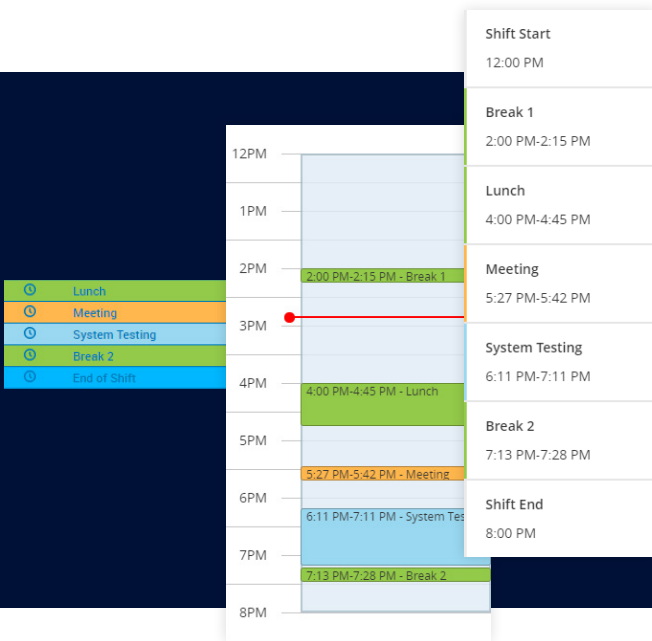 Lunch
Meeting
System Testing
Break 2
End of Shift
12PM
1PM
2PM
2:00 PM-2:15 PM - Break 1
3PM
4PM
4:00 PM-4:45 PM - Lunch
5PM
5:27 PM-5:42 PM - Meeting
6PM
6:11 PM-7:11 PM - System Tes
7PM
7:13 PM-7:28 PM - Break 2
8PM
Shift Start
12:00 PM
Break 1
2:00 PM-2:15 PM
Lunch
4:00 PM-4:45 PM
Meeting
5:27 PM-5:42 PM
System Testing
6:11 PM-7:11 PM
Break 2
7:13 PM-7:28 PM
Shift End
8:00 PM